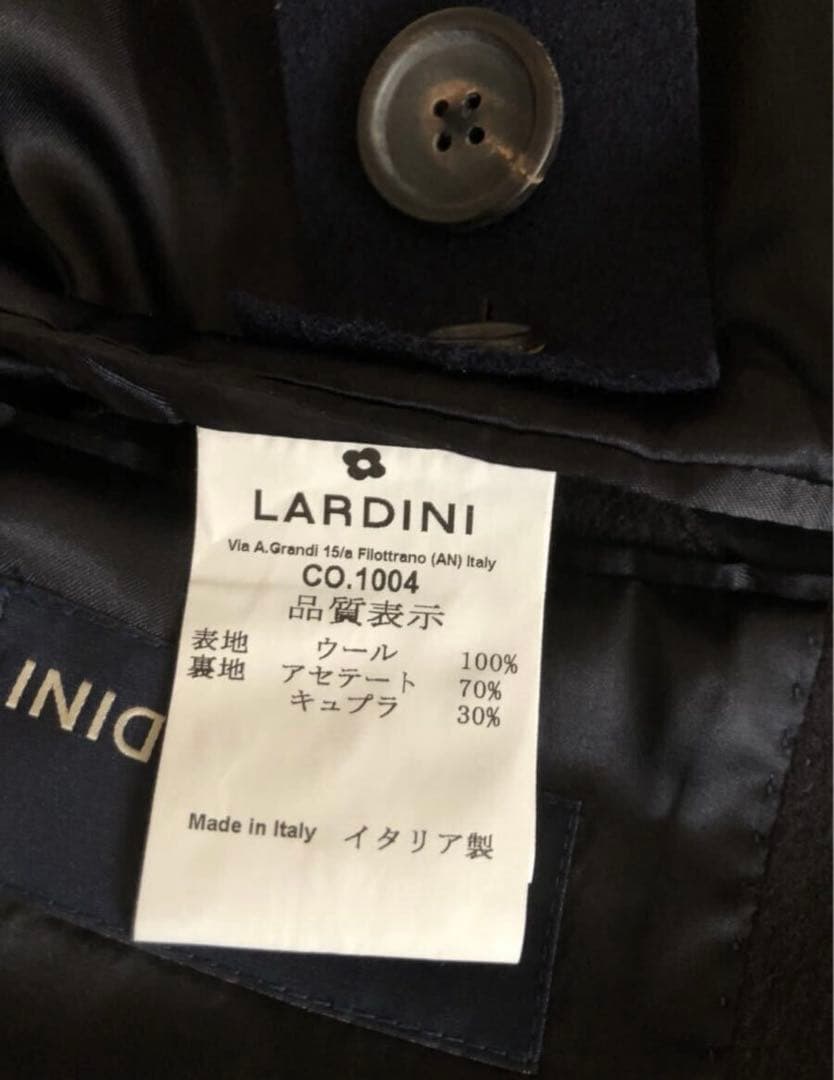 LARDINI
Via A.Grandi 15/a Filottrano (AN) Italy
CO.1004
品質表示
表地 ウール 100%
裏地 アセテート 70%
キュプラ 30%
Made in Italy イタリア製
DINI